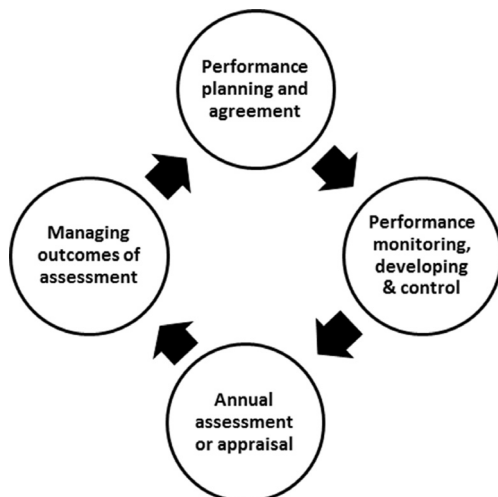 Performance
planning and
agreement
Performance
monitoring,
developing
& control
Annual
assessment
or appraisal
Managing
outcomes of
assessment